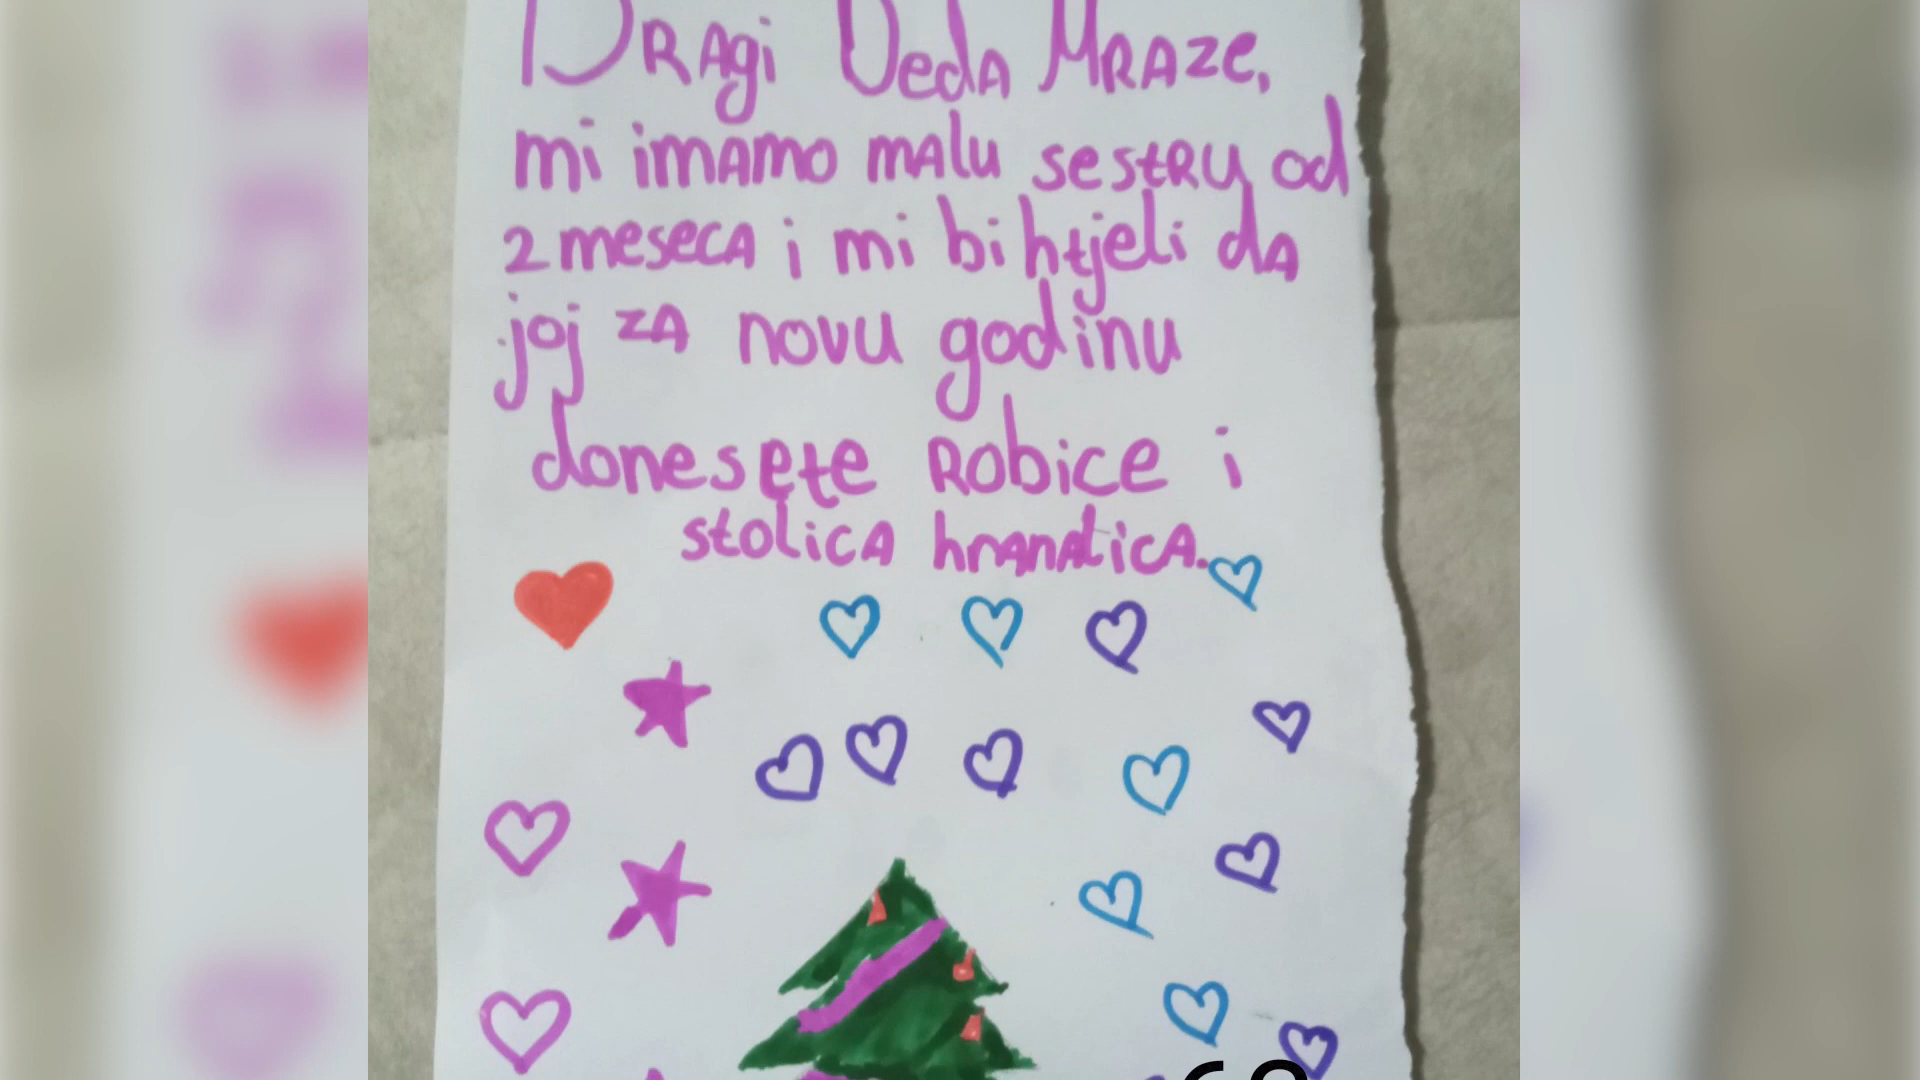 Dragi Deda Mraze,
mi imamo malu sestru od
2 meseca i mi bi htjeli da
joj za novu godinu
donesete robice i
stolica hranalica.